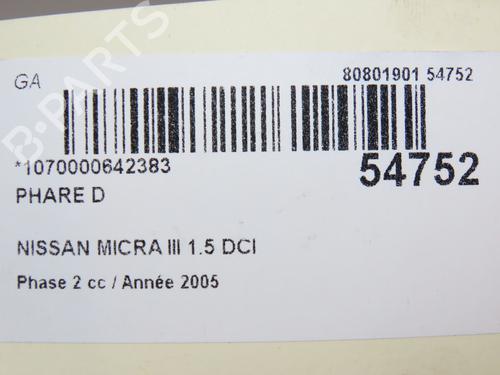 GA
80801901 54752
*1070000642383
54752
PHARE D
NISSAN MICRA III 1.5 DCI
Phase 2 cc / Année 2005
B-PARTS